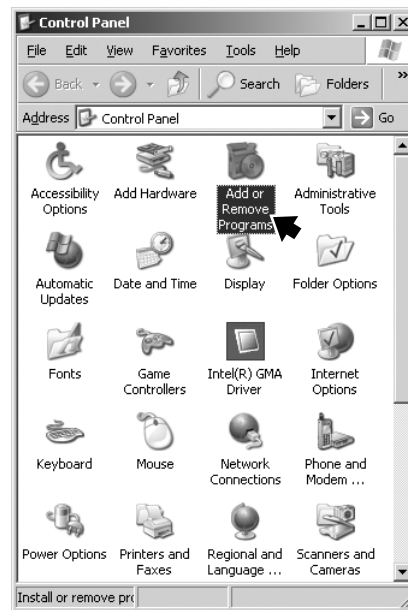 Control Panel
File Edit View Favorites Tools Help
Back Search Folders »
Address Control Panel Go
Accessibility Options
Add Hardware
Add or Remove Programs
Administrative Tools
Automatic Updates
Date and Time
Display
Folder Options
Fonts
Game Controllers
Intel(R) GMA Driver
Internet Options
Keyboard
Mouse
Network Connections
Phone and Modem ...
Power Options
Printers and Faxes
Regional and Language ...
Scanners and Cameras
Install or remove pro